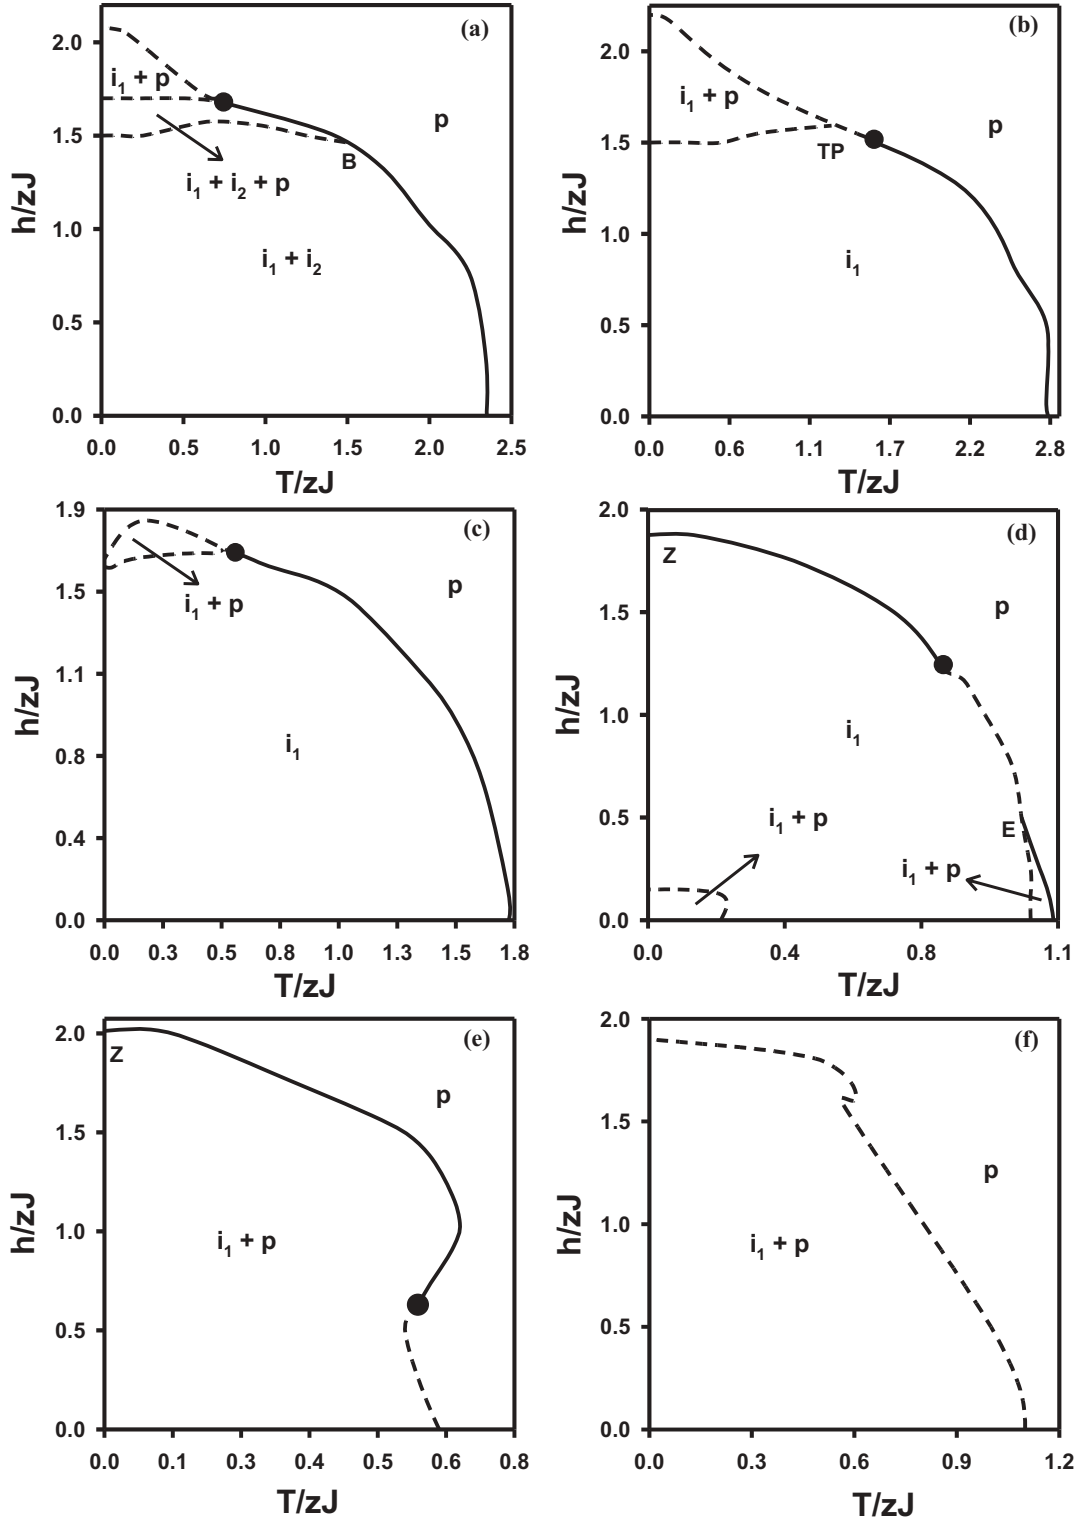 (a)
2.0
i1 + p
p
1.5
B
i1 + i2 + p
h/zJ
1.0
i1 + i2
0.5
0.0
0.0 0.5 1.0 1.5 2.0 2.5
T/zJ
(b)
2.0
i1 + p
p
1.5
TP
h/zJ
1.0
i1
0.5
0.0
0.0 0.6 1.1 1.7 2.2 2.8
T/zJ
1.9
(c)
1.5
i1 + p
p
1.1
h/zJ
0.8
i1
0.4
0.0
0.0 0.3 0.5 0.8 1.0 1.3 1.5 1.8
T/zJ
2.0
(d)
Z
1.5
p
h/zJ
1.0
i1
0.5
i1 + p
E
i1 + p
0.0
0.0 0.4 0.8 1.1
T/zJ
2.0
(e)
Z
p
1.5
h/zJ
1.0
i1 + p
0.5
0.0
0.0 0.1 0.3 0.4 0.5 0.6 0.8
T/zJ
2.0
(f)
1.5
p
h/zJ
1.0
i1 + p
0.5
0.0
0.0 0.3 0.6 0.9 1.2
T/zJ